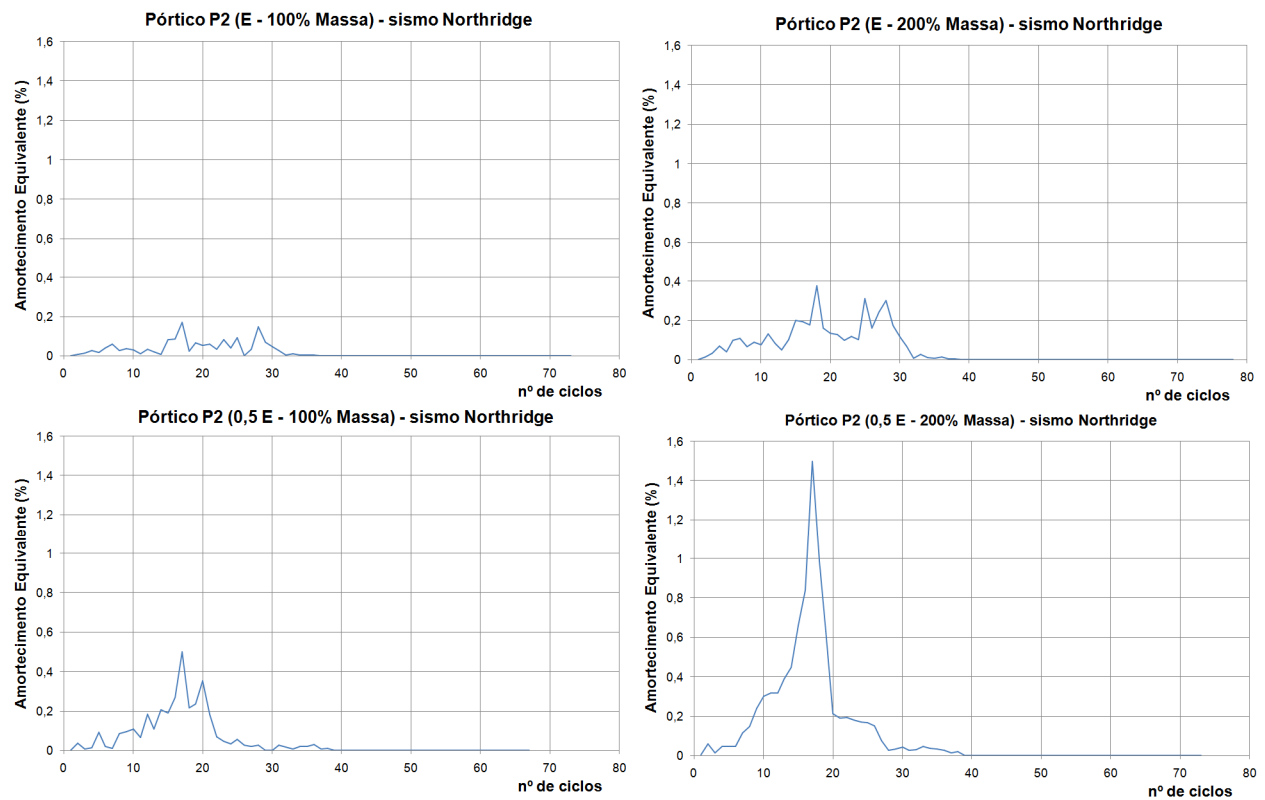 Pórtico P2 (E - 100% Massa) - sismo Northridge
Amortecimento Equivalente (%)
1,6
1,4
1,2
1
0,8
0,6
0,4
0,2
0
0 10 20 30 40 50 60 70 80
nº de ciclos
Pórtico P2 (E - 200% Massa) - sismo Northridge
Amortecimento Equivalente (%)
1,6
1,4
1,2
1
0,8
0,6
0,4
0,2
0
0 10 20 30 40 50 60 70 80
nº de ciclos
Pórtico P2 (0,5 E - 100% Massa) - sismo Northridge
Amortecimento Equivalente (%)
1,6
1,4
1,2
1
0,8
0,6
0,4
0,2
0
0 10 20 30 40 50 60 70 80
nº de ciclos
Pórtico P2 (0,5 E - 200% Massa) - sismo Northridge
Amortecimento Equivalente (%)
1,6
1,4
1,2
1
0,8
0,6
0,4
0,2
0
0 10 20 30 40 50 60 70 80
nº de ciclos